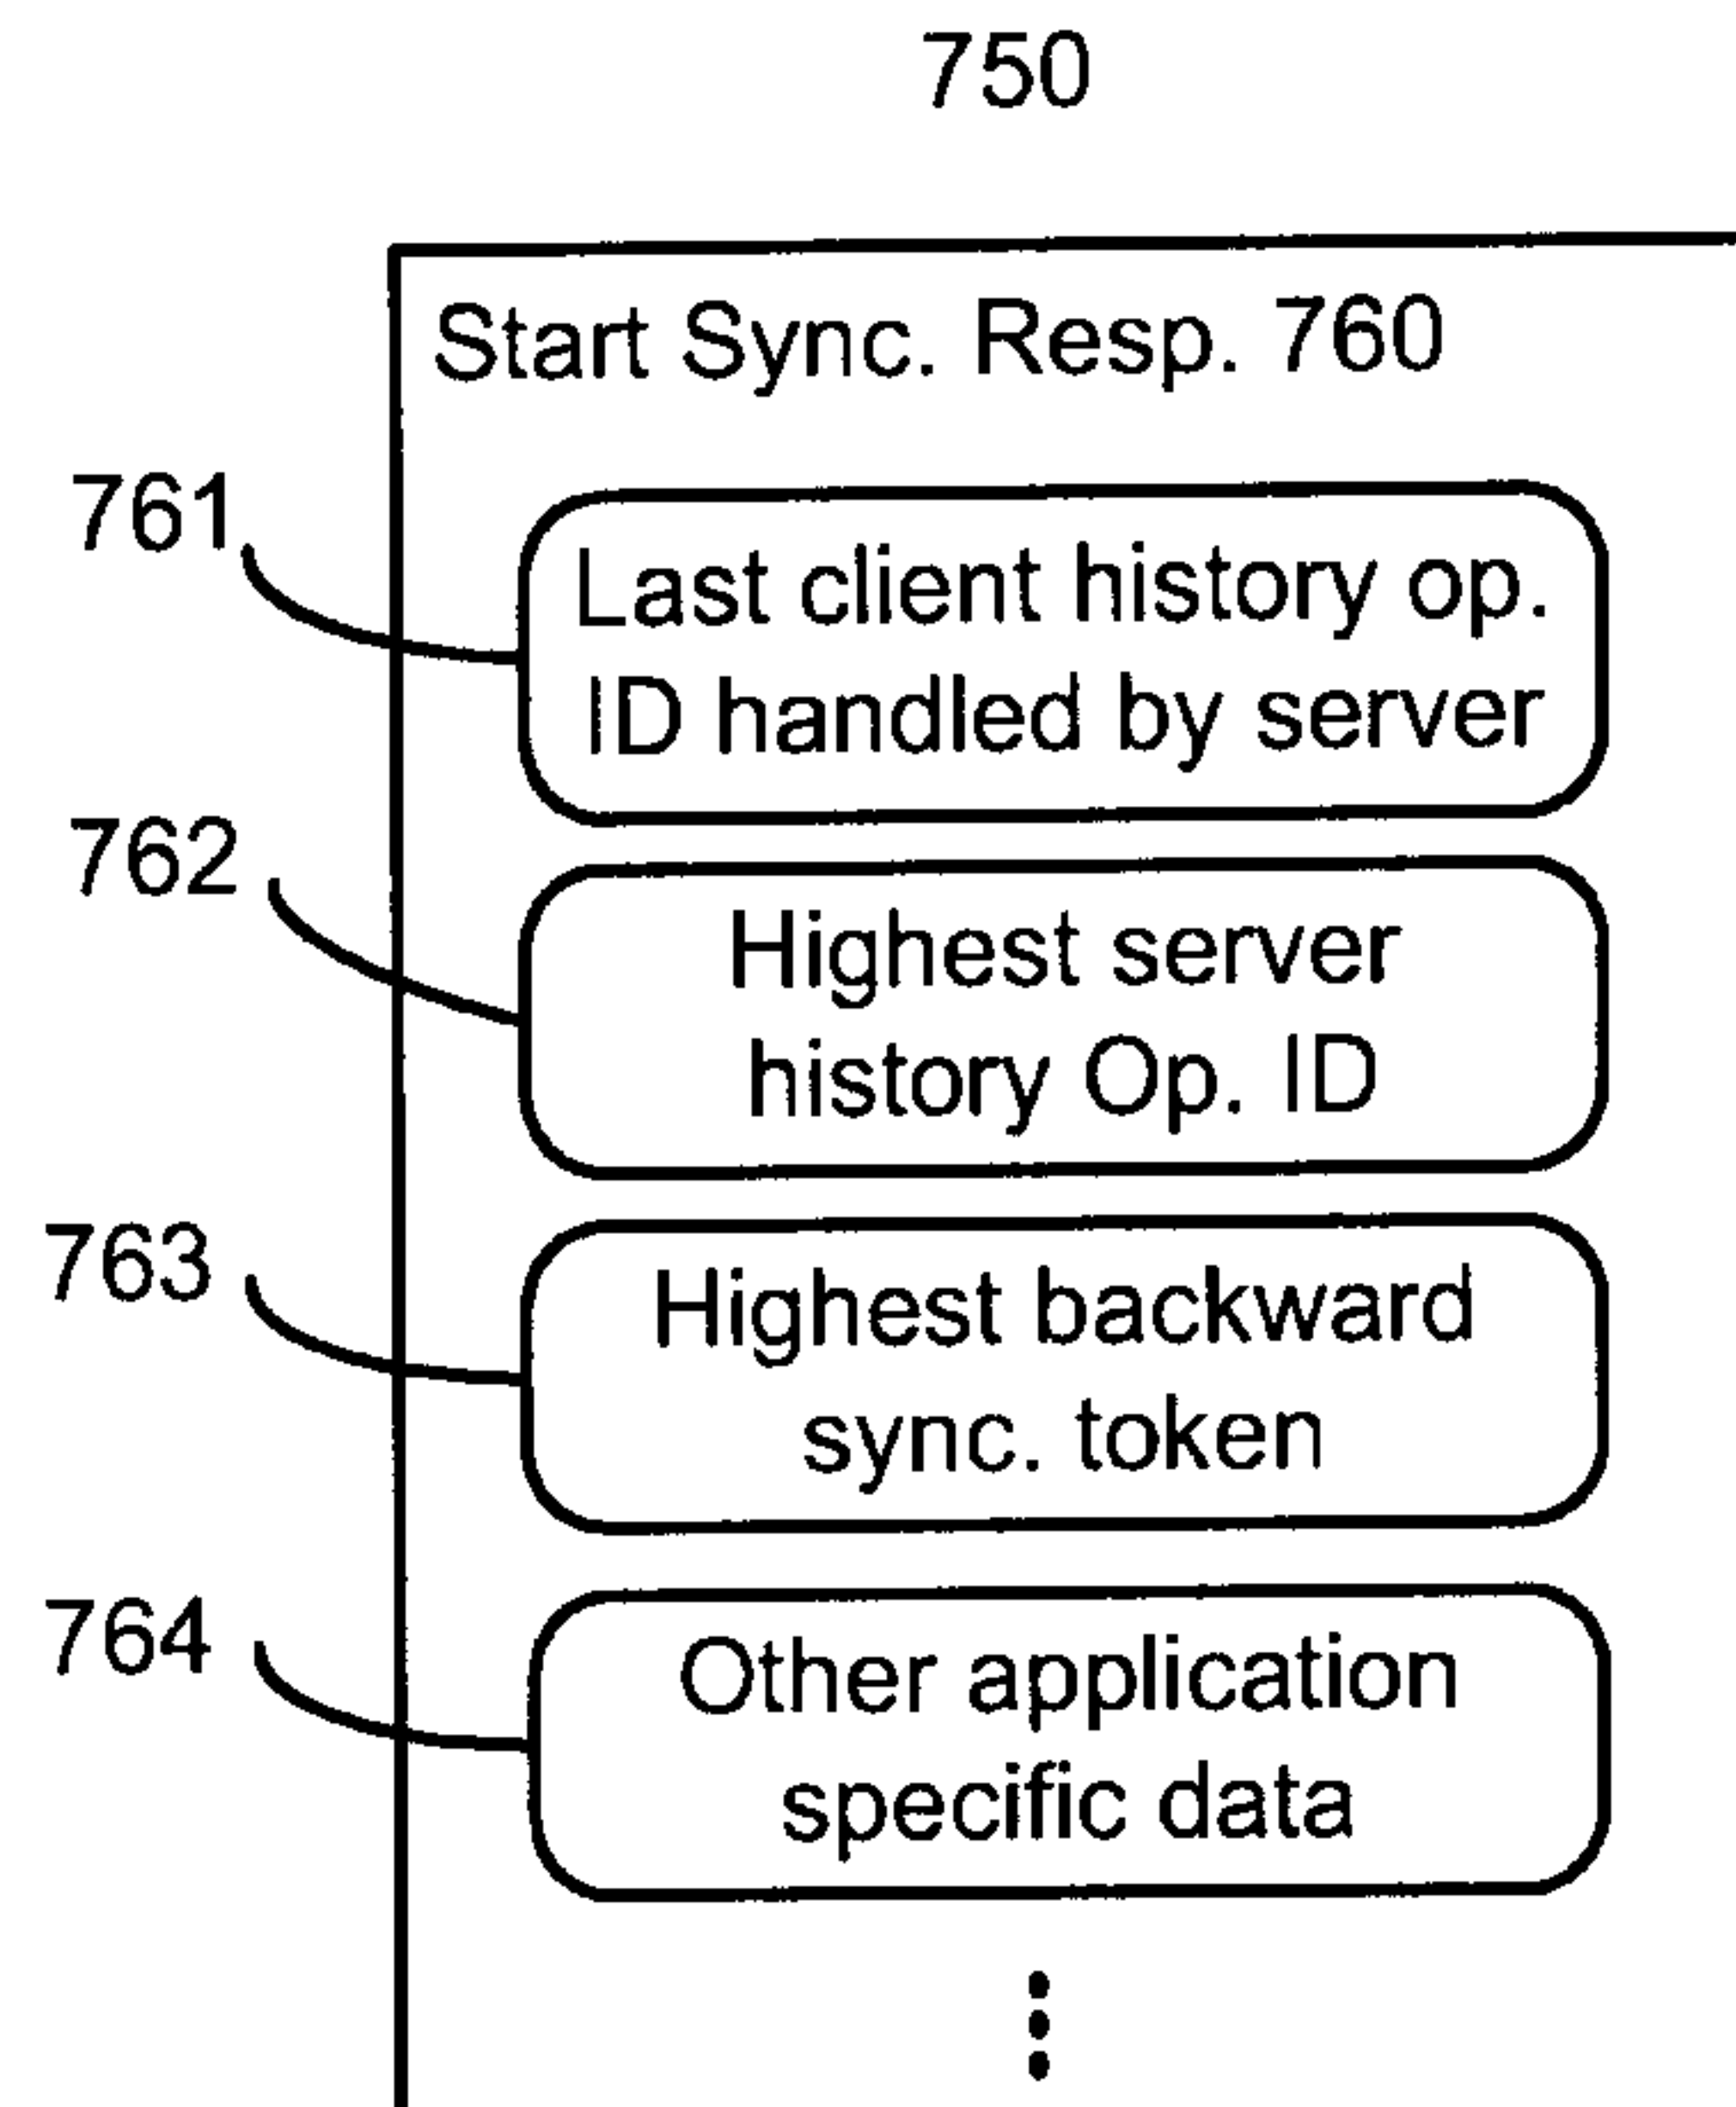 750
Start Sync. Resp. 760
761
Last client history op.
ID handled by server
762
Highest server
history Op. ID
763
Highest backward
sync. token
764
Other application
specific data